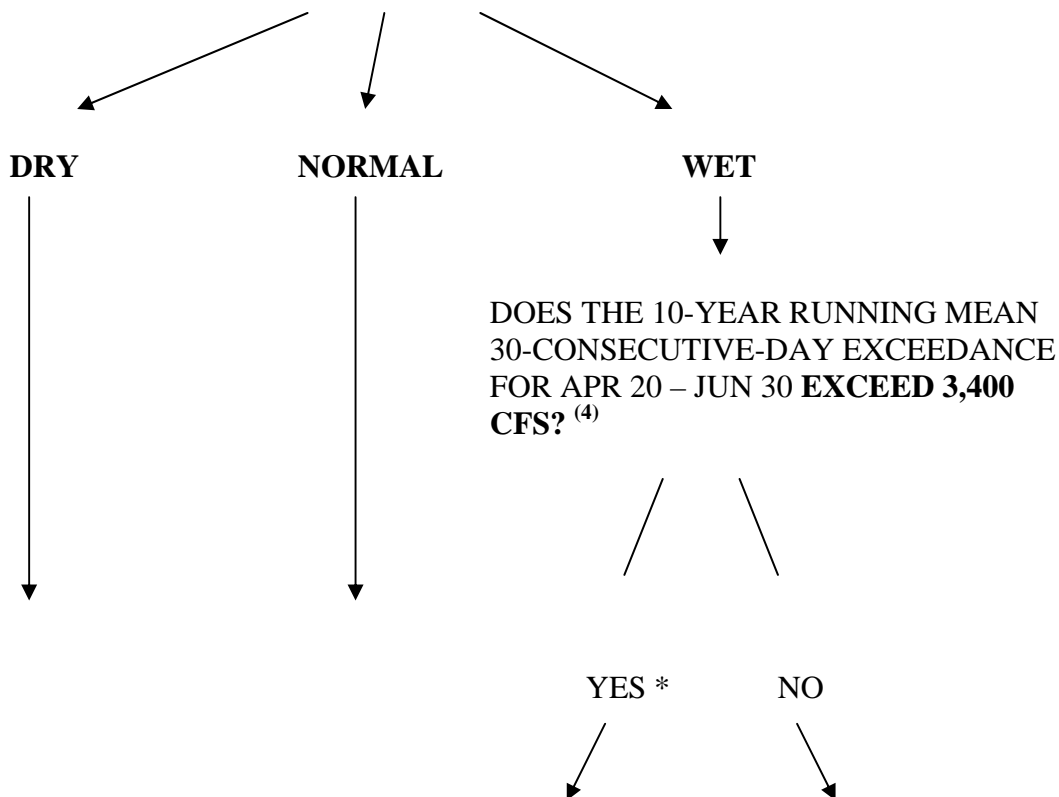 DRY NORMAL WET
DOES THE 10-YEAR RUNNING MEAN
30-CONSECUTIVE-DAY EXCEEDANCE
FOR APR 20 – JUN 30 EXCEED 3,400
CFS? (4)
YES * NO